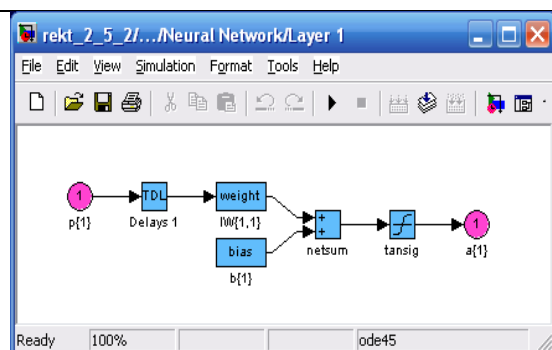 rekt_2_5_2/.../Neural Network/Layer 1
File Edit View Simulation Format Tools Help
1 TDL weight 1
p{1} Delays 1 IW{1,1} + + netsum tansig a{1}
bias
b{1}
Ready 100% ode45